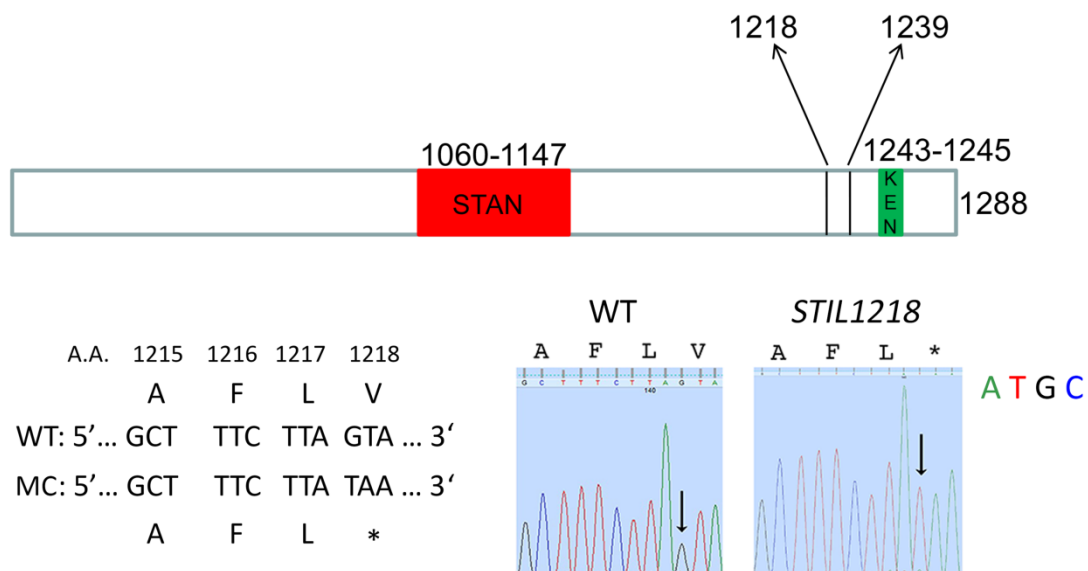 1218 1239
1060-1147 1243-1245
STAN
K
E
N
1288
WT STIL1218
A.A. 1215 1216 1217 1218
A F L V
WT: 5’... GCT TTC TTA GTA ... 3‘
MC: 5’... GCT TTC TTA TAA ... 3‘
A F L *
A F L V
G C T T T C T T A G T A
140
A F L *
A T G C